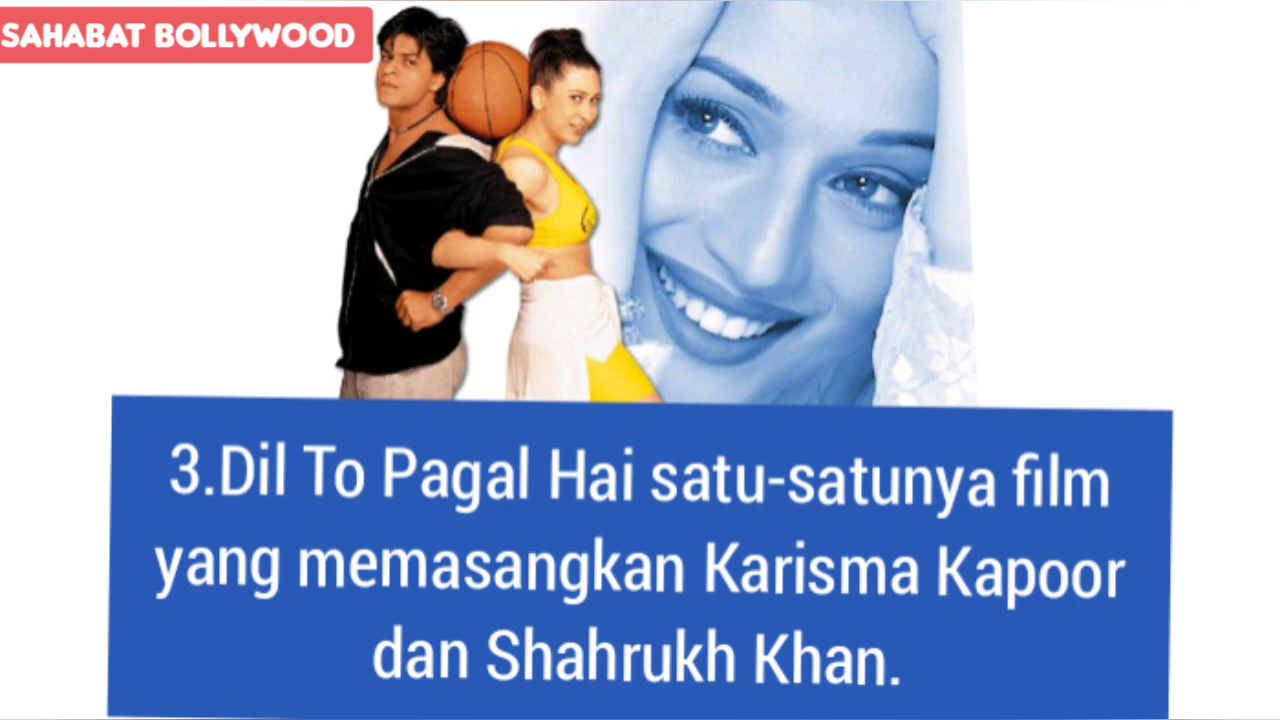 SAHABAT BOLLYWOOD
3.Dil To Pagal Hai satu-satunya film
yang memasangkan Karisma Kapoor
dan Shahrukh Khan.